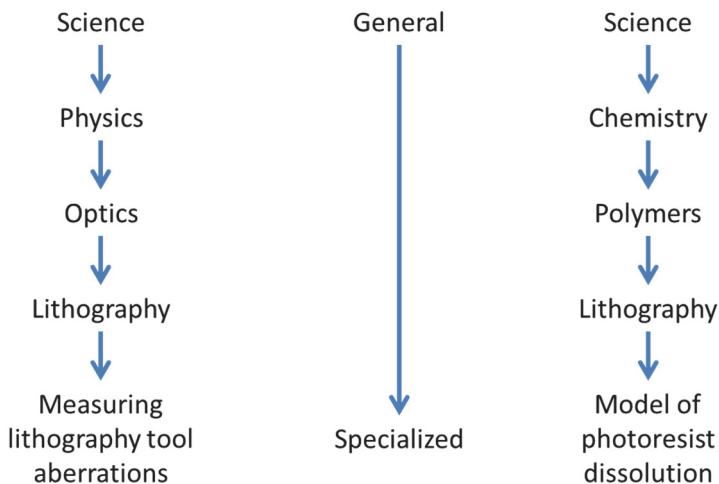 Science
Physics
Optics
Lithography
Measuring
lithography tool
aberrations
General
Specialized
Science
Chemistry
Polymers
Lithography
Model of
photoresist
dissolution